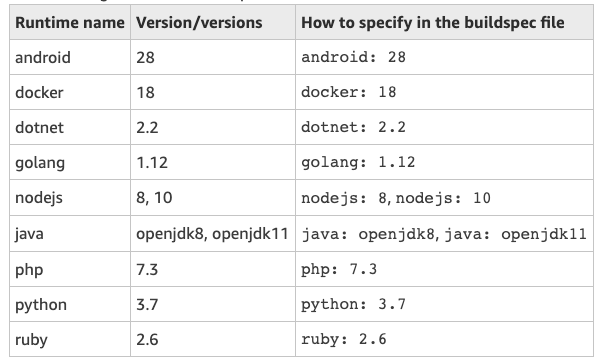 Runtime name Version/versions How to specify in the buildspec file
android 28 android: 28
docker 18 docker: 18
dotnet 2.2 dotnet: 2.2
golang 1.12 golang: 1.12
nodejs 8, 10 nodejs: 8, nodejs: 10
java openjdk8, openjdk11 java: openjdk8, java: openjdk11
php 7.3 php: 7.3
python 3.7 python: 3.7
ruby 2.6 ruby: 2.6